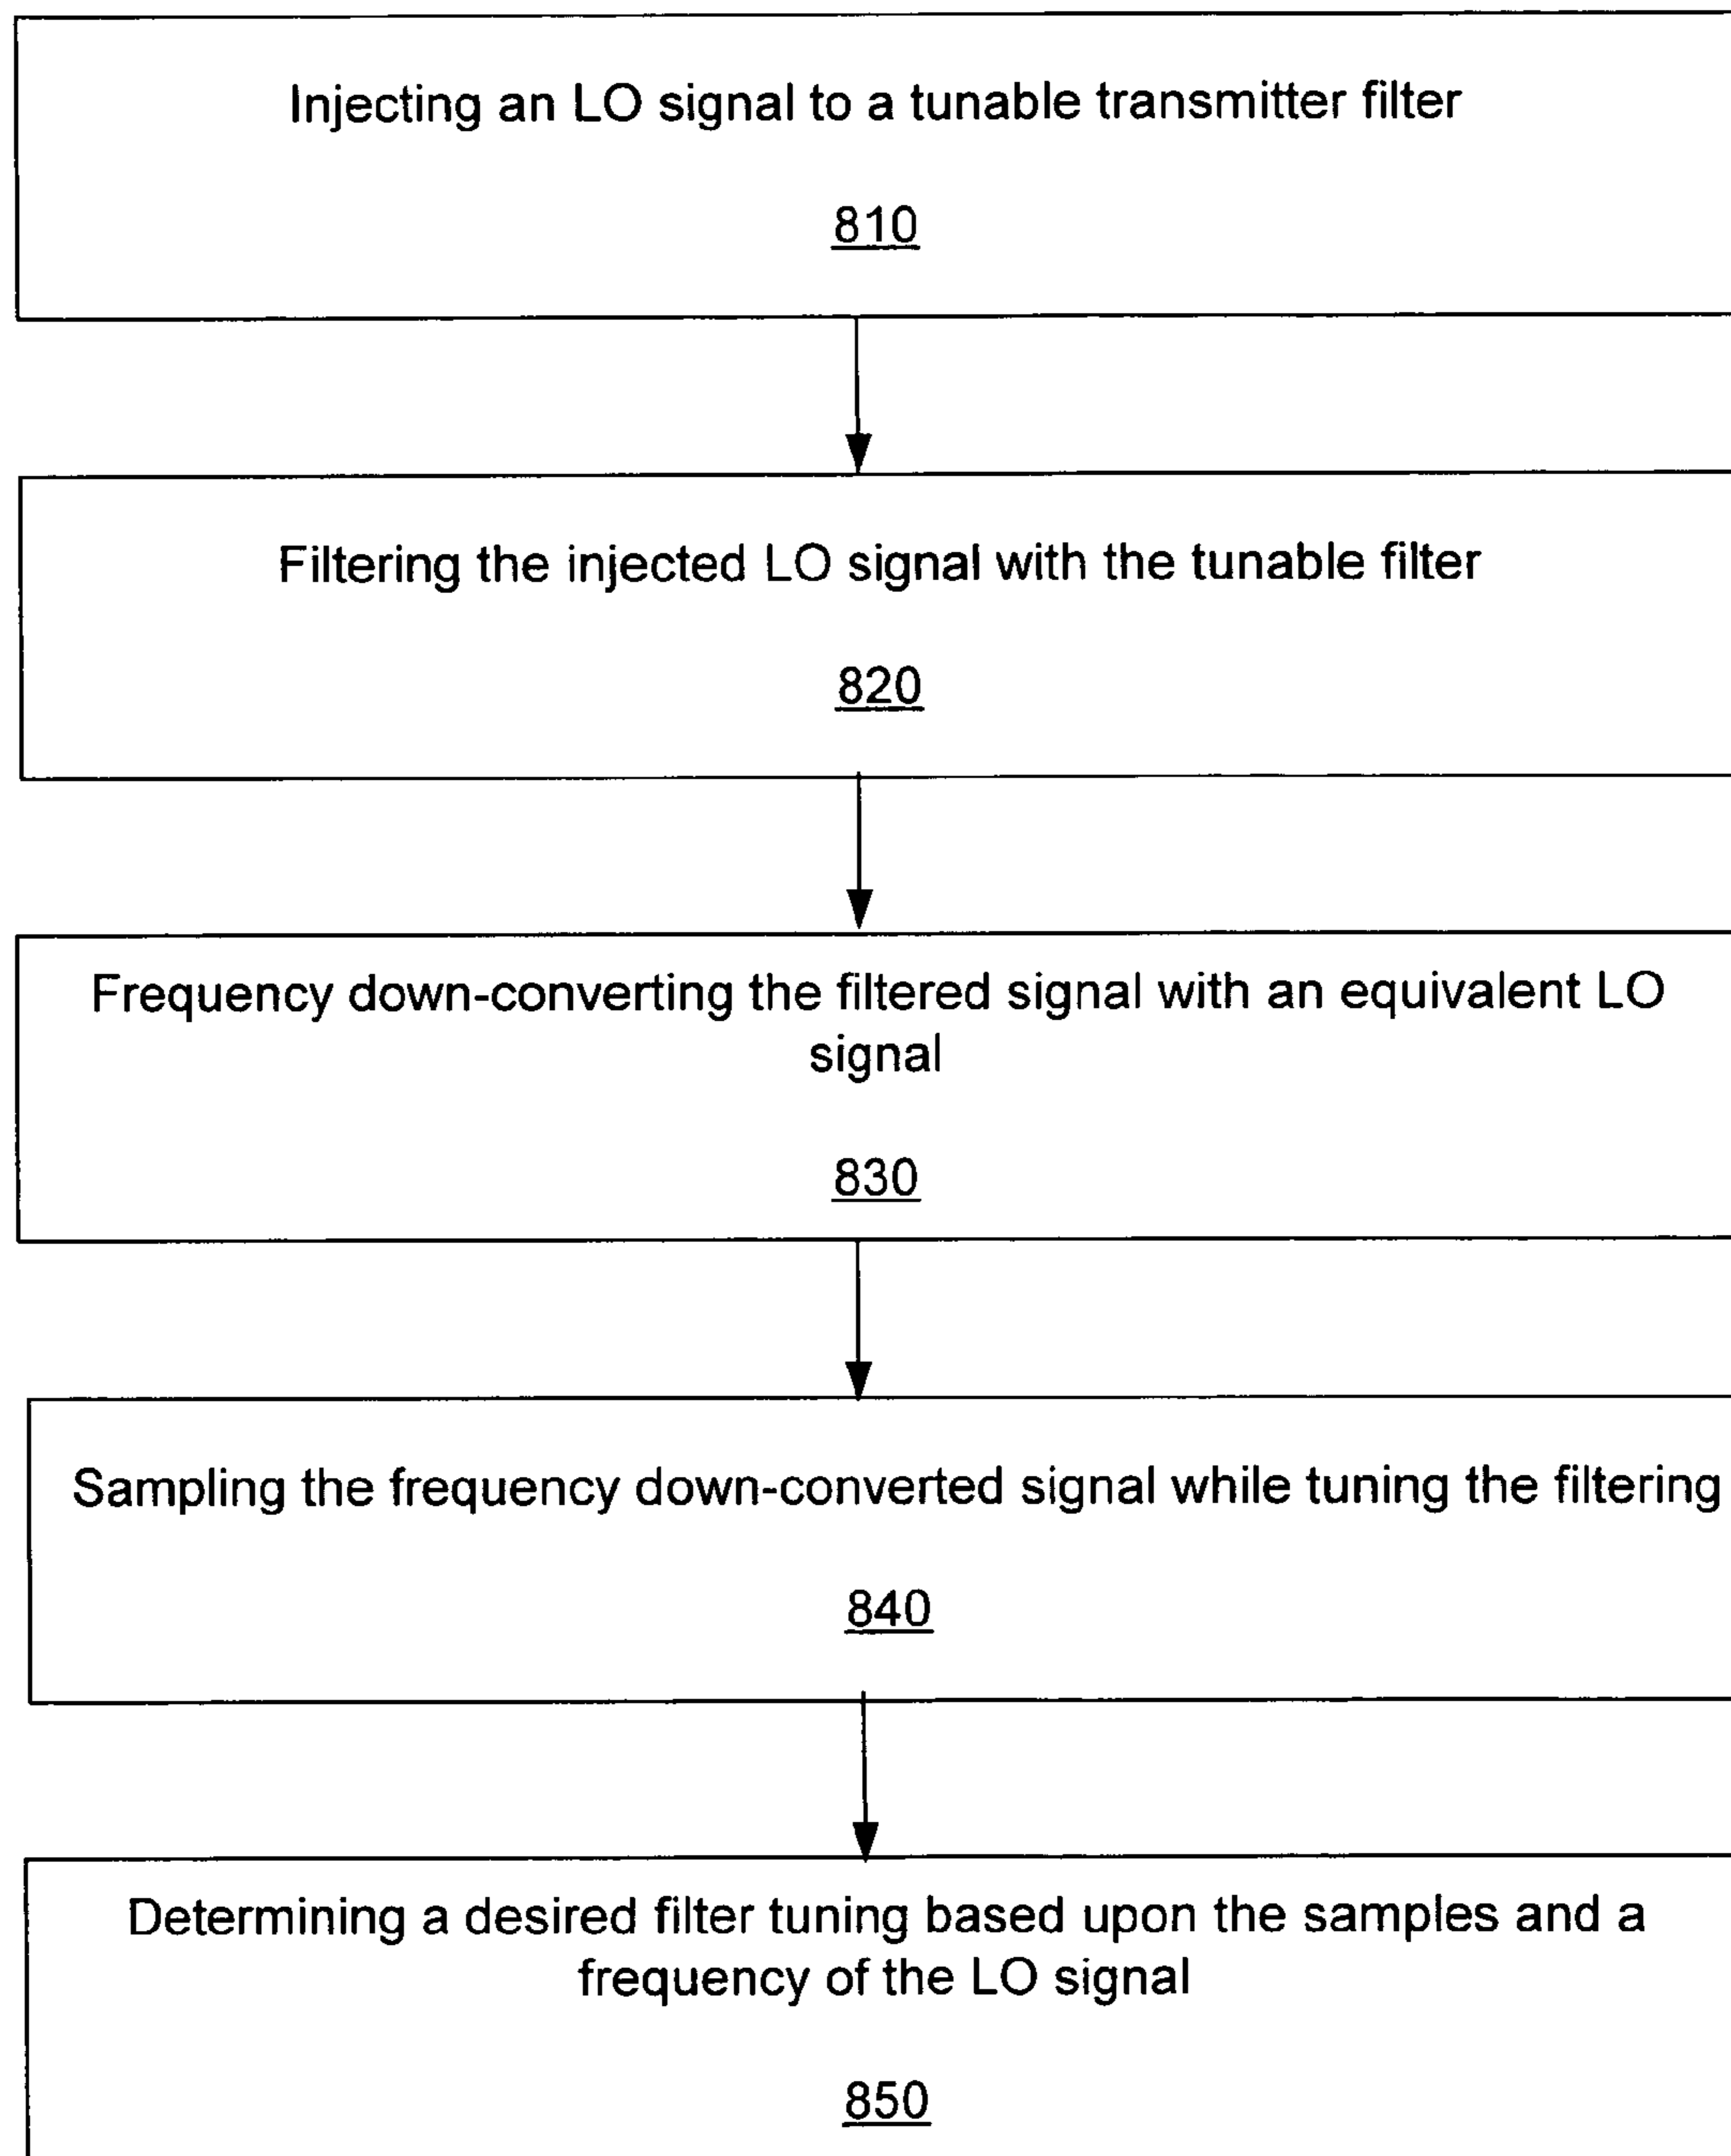 Injecting an LO signal to a tunable transmitter filter
810
Filtering the injected LO signal with the tunable filter
820
Frequency down-converting the filtered signal with an equivalent LO
signal
830
Sampling the frequency down-converted signal while tuning the filtering
840
Determining a desired filter tuning based upon the samples and a
frequency of the LO signal
850